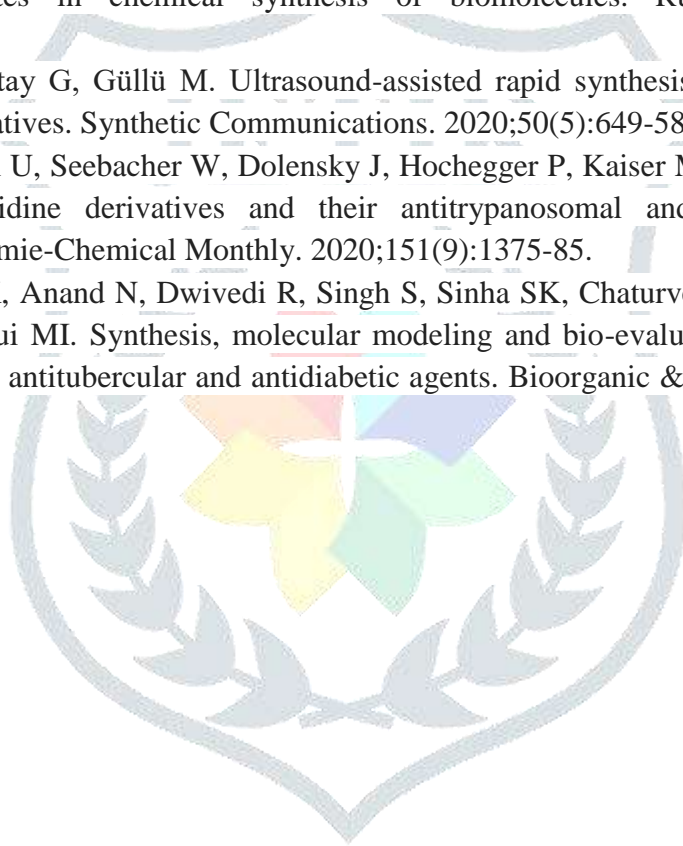 in chemical synthesis of biomolecules.
tay G, Güllü M. Ultrasound-assisted rapid synthesis
atives. Synthetic Communications. 2020;50(5):649-58
U, Seebacher W, Dolensky J, Hochegger P, Kaiser M
idine derivatives and their antitrypanosomal and
mie-Chemical Monthly. 2020;151(9):1375-85.
, Anand N, Dwivedi R, Singh S, Sinha SK, Chaturve
ui MI. Synthesis, molecular modeling and bio-evalu
antitubercular and antidiabetic agents. Bioorganic &